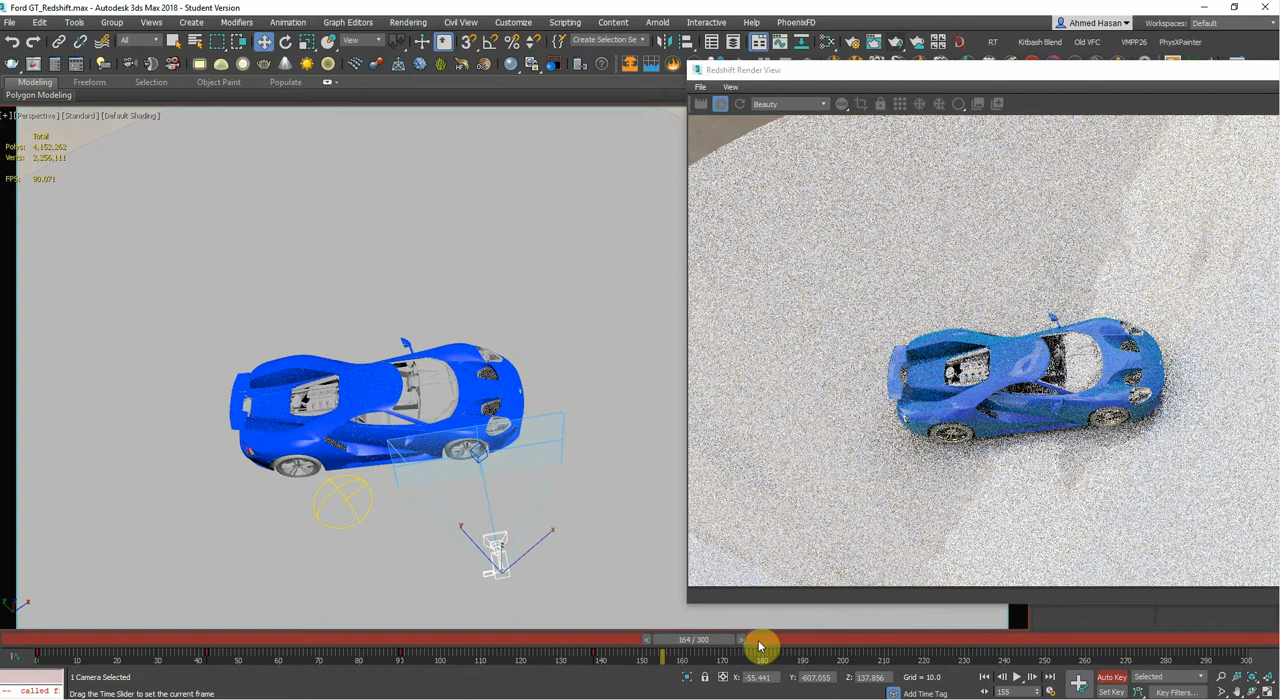 Ford GT_Redshift.max - Autodesk 3ds Max 2018 - Student Version
File Edit Tools Group Views Create Modifiers Animation Graph Editors Rendering Civil View Customize Scripting Content Arnold Interactive Help PhoenixFD
Ahmed Hasan Workspaces: Default
All View Create Selection Se RT Kitbash Blend Old VFC VMPP26 PhysXPainter
Modeling Freeform Selection Object Paint Populate
Polygon Modeling
Redshift Render View
File View
Beauty
[+] [Perspective ] [Standard ] [Default Shading ]
Total
Polys: 4,152,262
Verts: 2,256,111
FPS: 90.071
y x
y x
< 164 / 300 >
10 20 30 40 50 60 70 80 90 100 110 120 130 140 150 160 170 180 190 200 210 220 230 240 250 260 270 280 290 300
1 Camera Selected
X: -55.441 Y: -607.055 Z: 137.856 Grid = 10.0
Auto Key Selected
-- called f:
Drag the Time Slider to set the current frame
Add Time Tag
Set Key Key Filters...
155